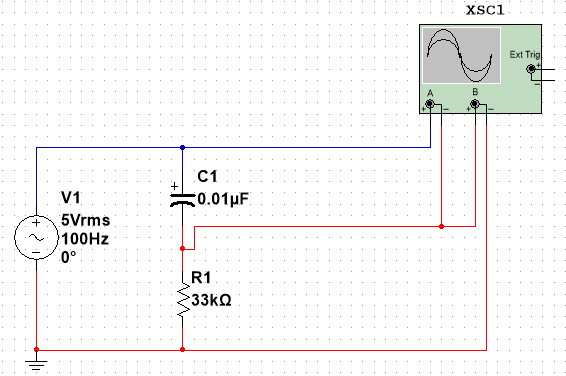 XSC1
Ext Trig
+
−
A
B
+
−
+
−
V1
5Vrms
100Hz
0°
+
~
−
+
C1
0.01µF
R1
33kΩ